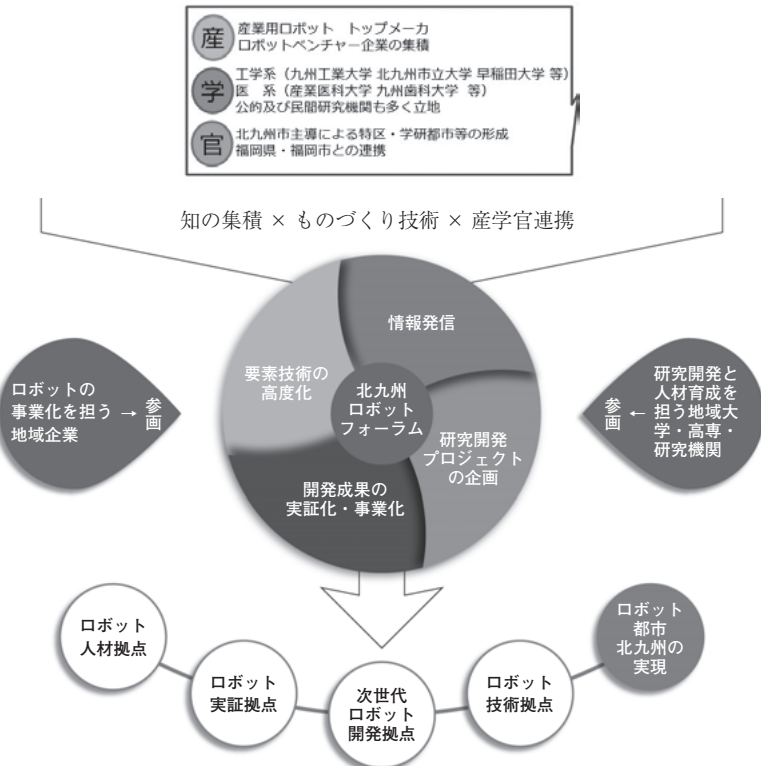 産
産業用ロボット トップメーカ
ロボットベンチャー企業の集積
学
工学系（九州工業大学 北九州市立大学 早稲田大学 等）
医 系（産業医科大学 九州歯科大学 等）
公的及び民間研究機関も多く立地
官
北九州市主導による特区・学研都市等の形成
福岡県・福岡市との連携
知の集積 × ものづくり技術 × 産学官連携
情報発信
要素技術の
高度化
北九州
ロボット
フォーラム
研究開発
プロジェクト
の企画
開発成果の
実証化・事業化
ロボットの
事業化を担う
地域企業
→
参画
参画
←
研究開発と
人材育成を
担う地域大
学・高専・
研究機関
ロボット
人材拠点
ロボット
実証拠点
次世代
ロボット
開発拠点
ロボット
技術拠点
ロボット
都市
北九州の
実現